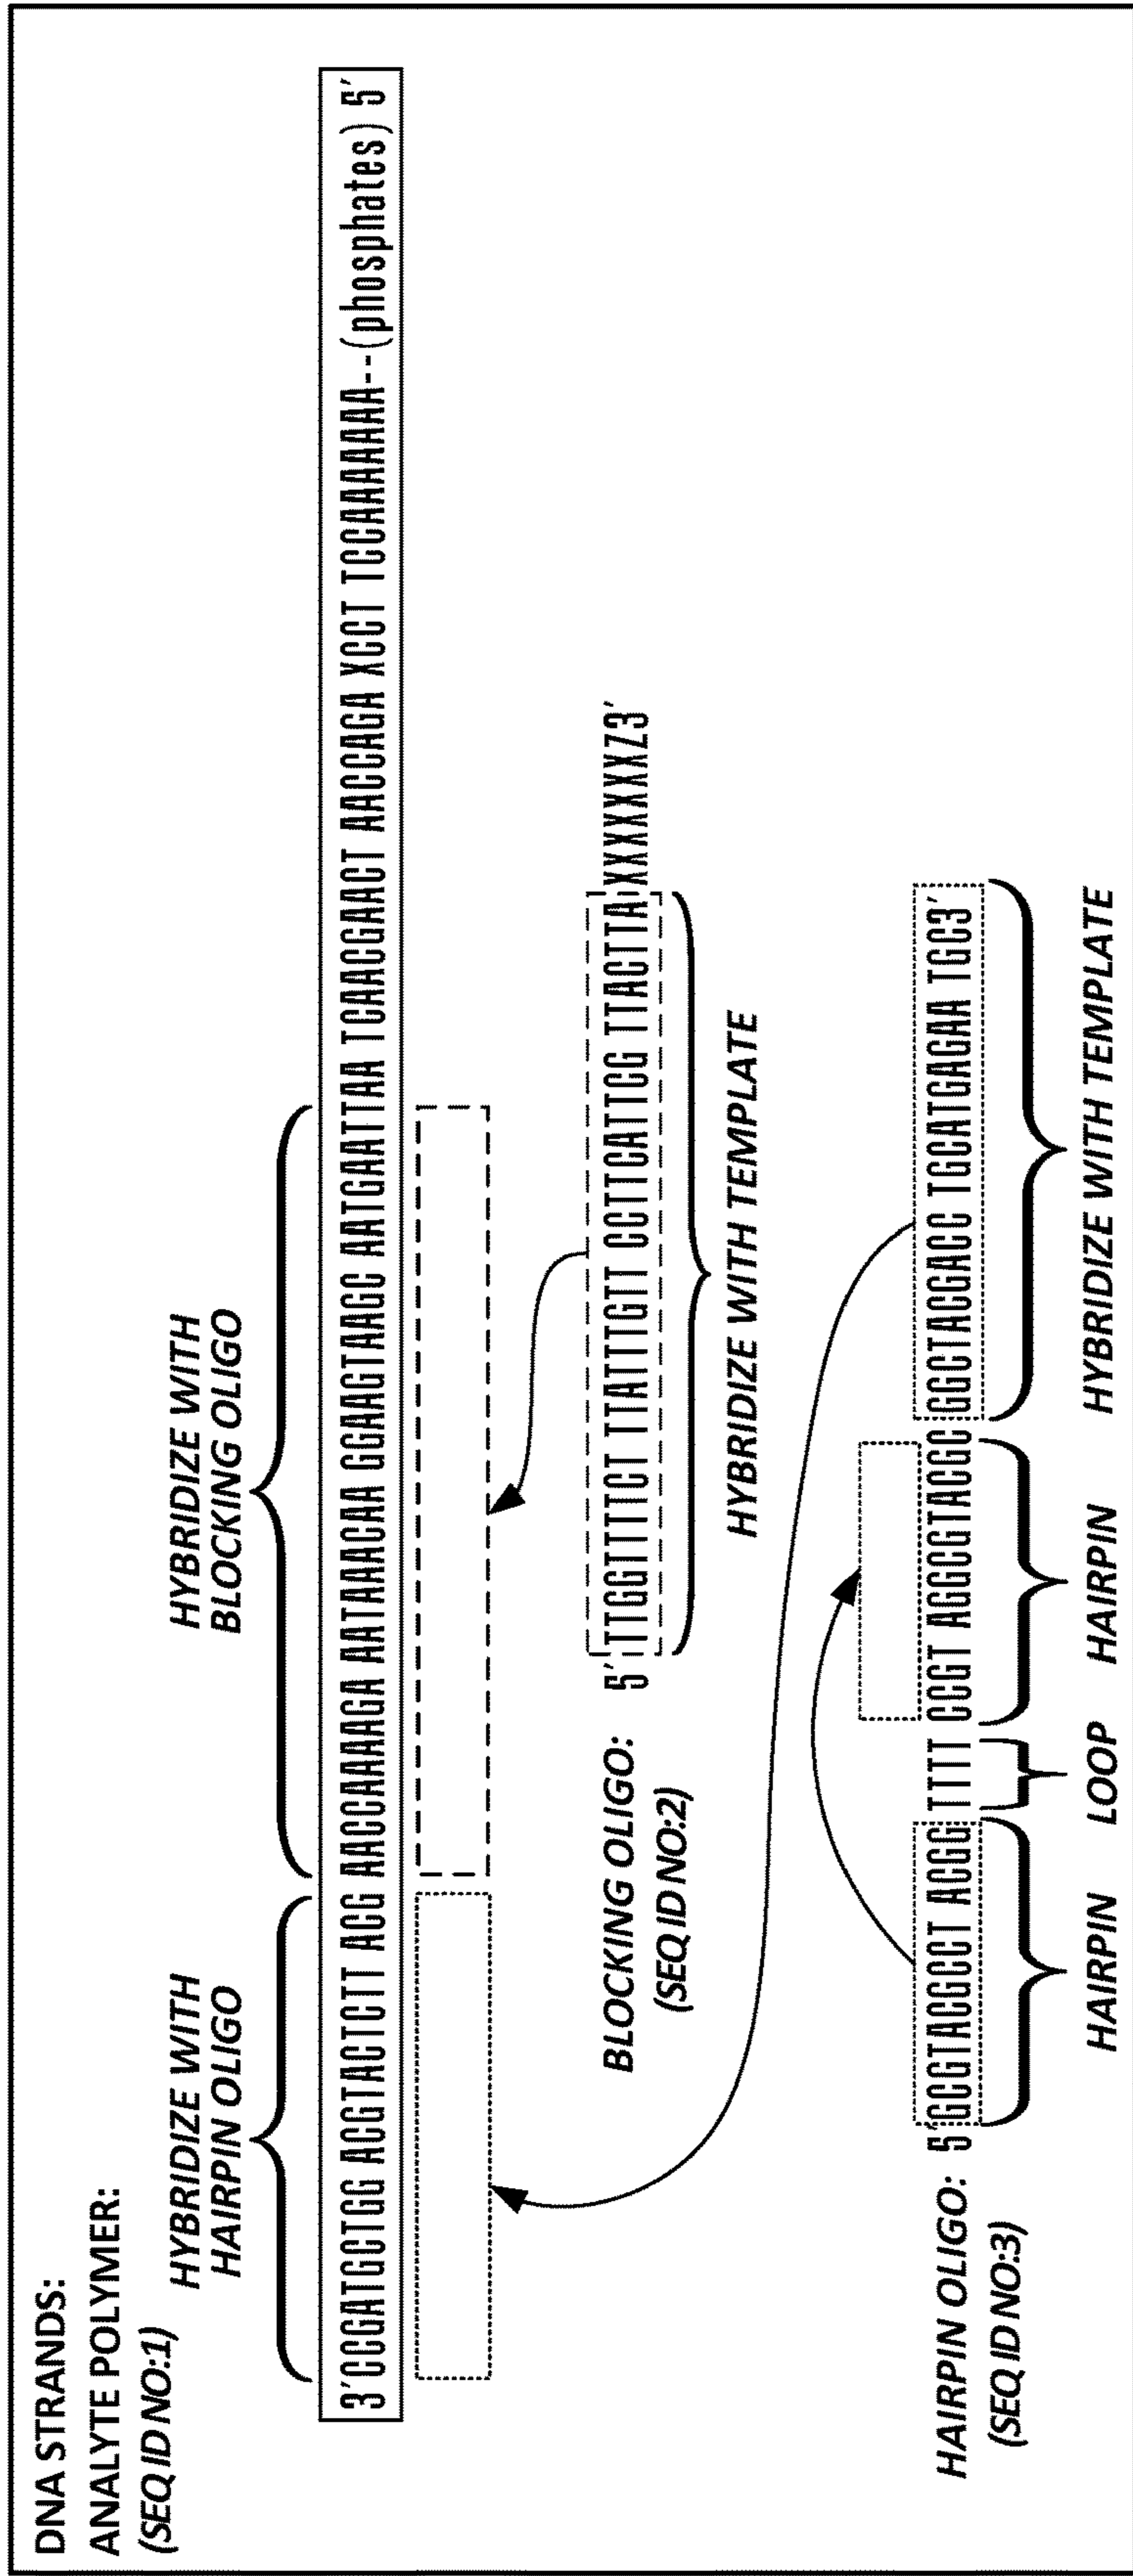 DNA STRANDS:
ANALYTE POLYMER:
(SEQ ID NO:1)
HYBRIDIZE WITH
HAIRPIN OLIGO
HYBRIDIZE WITH
BLOCKING OLIGO
3′CCGATGCTGG ACGTACTCTT ACG AACCAAAAGA AATAAACAA GGAAGTAAGC AATGAATTAA TCAACGAACT AACCAGA XCCT TCCAAAAAAA--(phosphates) 5′
BLOCKING OLIGO:
(SEQ ID NO:2)
5′TTGGTTTTCT TTATTTGTT CCTTCATTCG TTACTTA XXXXXXXZ3′
HYBRIDIZE WITH TEMPLATE
HAIRPIN OLIGO:
(SEQ ID NO:3)
5′GCGTACGCCT ACGG TTTT CCGT AGGCGTACGC GGCTACGACC TGCATGAGAA TGC3′
HAIRPIN LOOP HAIRPIN HYBRIDIZE WITH TEMPLATE